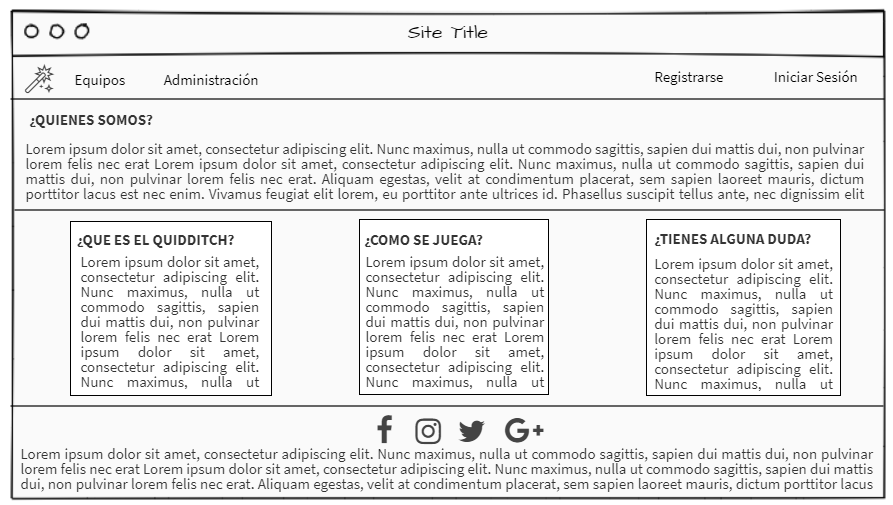 Site Title
Equipos
Administración
Registrarse
Iniciar Sesión
¿QUIENES SOMOS?
Lorem ipsum dolor sit amet, consectetur adipiscing elit. Nunc maximus, nulla ut commodo sagittis, sapien dui mattis dui, non pulvinar
lorem felis nec erat Lorem ipsum dolor sit amet, consectetur adipiscing elit. Nunc maximus, nulla ut commodo sagittis, sapien dui
mattis dui, non pulvinar lorem felis nec erat. Aliquam egestas, velit at condimentum placerat, sem sapien laoreet mauris, dictum
porttitor lacus est nec enim. Vivamus feugiat elit lorem, eu porttitor ante ultrices id. Phasellus suscipit tellus ante, nec dignissim elit
¿QUE ES EL QUIDDITCH?
Lorem ipsum dolor sit amet,
consectetur adipiscing elit.
Nunc maximus, nulla ut
commodo sagittis, sapien
dui mattis dui, non pulvinar
lorem felis nec erat Lorem
ipsum dolor sit amet,
consectetur adipiscing elit.
Nunc maximus, nulla ut
¿COMO SE JUEGA?
Lorem ipsum dolor sit amet,
consectetur adipiscing elit.
Nunc maximus, nulla ut
commodo sagittis, sapien
dui mattis dui, non pulvinar
lorem felis nec erat Lorem
ipsum dolor sit amet,
consectetur adipiscing elit.
Nunc maximus, nulla ut
¿TIENES ALGUNA DUDA?
Lorem ipsum dolor sit amet,
consectetur adipiscing elit.
Nunc maximus, nulla ut
commodo sagittis, sapien
dui mattis dui, non pulvinar
lorem felis nec erat Lorem
ipsum dolor sit amet,
consectetur adipiscing elit.
Nunc maximus, nulla ut
Lorem ipsum dolor sit amet, consectetur adipiscing elit. Nunc maximus, nulla ut commodo sagittis, sapien dui mattis dui, non pulvinar
lorem felis nec erat Lorem ipsum dolor sit amet, consectetur adipiscing elit. Nunc maximus, nulla ut commodo sagittis, sapien dui mattis
dui, non pulvinar lorem felis nec erat. Aliquam egestas, velit at condimentum placerat, sem sapien laoreet mauris, dictum porttitor lacus